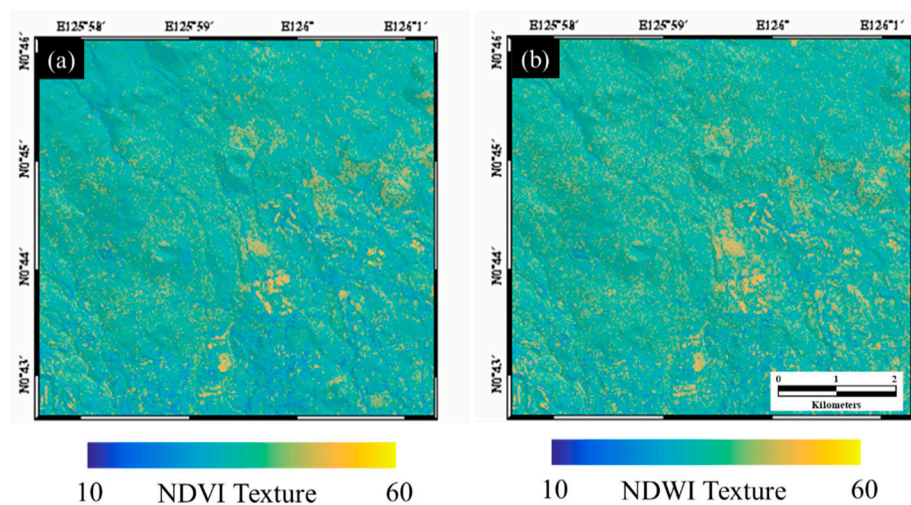 E125°58′ E125°59′ E126° E126°1′ E125°58′ E125°59′ E126° E126°1′
(a)
(b)
N0°46′
N0°45′
N0°44′
N0°43′
N0°46′
N0°45′
N0°44′
N0°43′
0 1 2
Kilometers
10 NDVI Texture 60
10 NDWI Texture 60